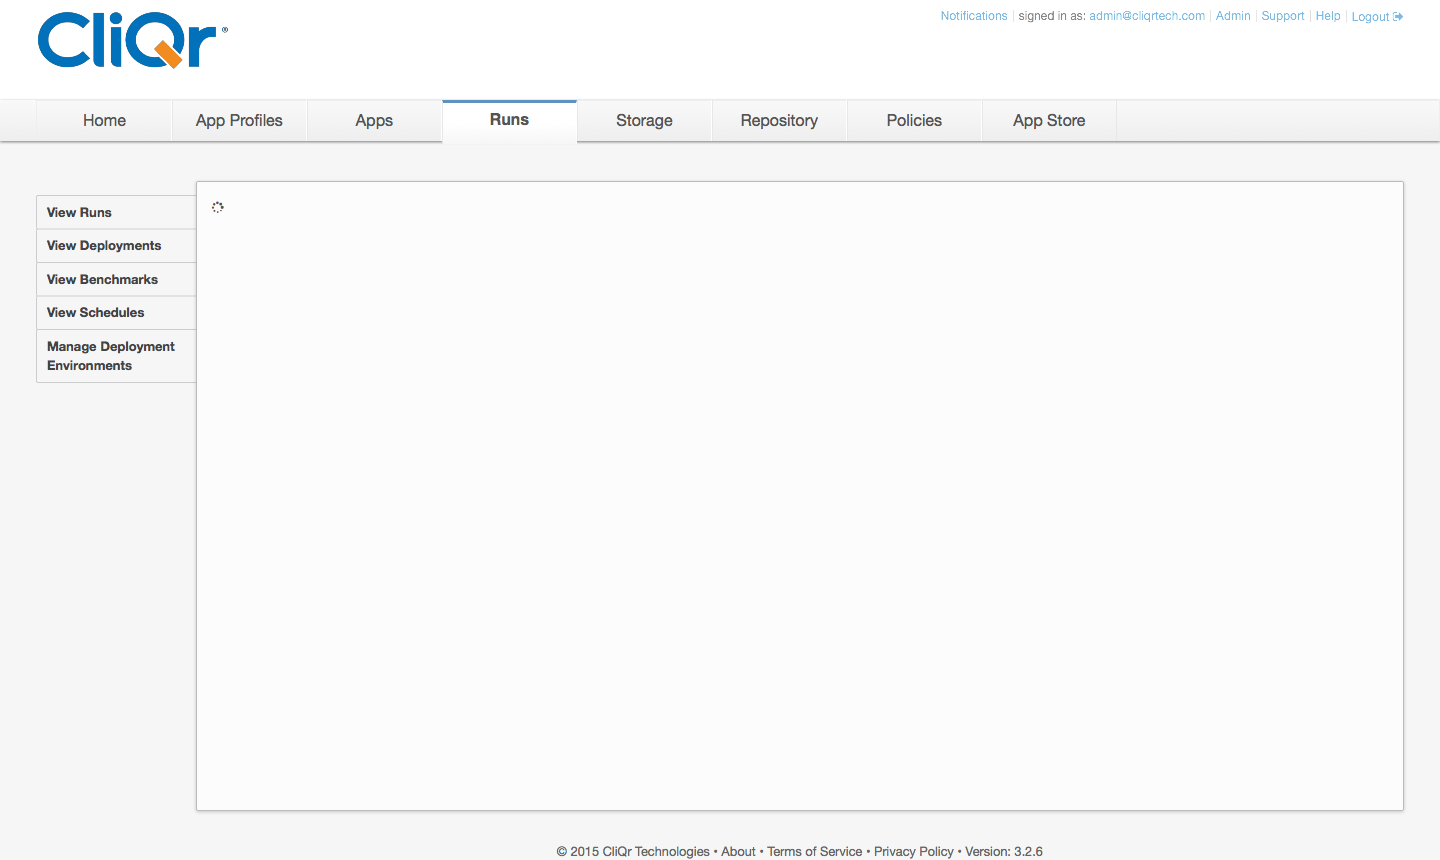 CliQr®
Notifications signed in as: admin@cliqrtech.com Admin Support Help Logout
Home App Profiles Apps Runs Storage Repository Policies App Store
View Runs
View Deployments
View Benchmarks
View Schedules
Manage Deployment
Environments
© 2015 CliQr Technologies • About • Terms of Service • Privacy Policy • Version: 3.2.6